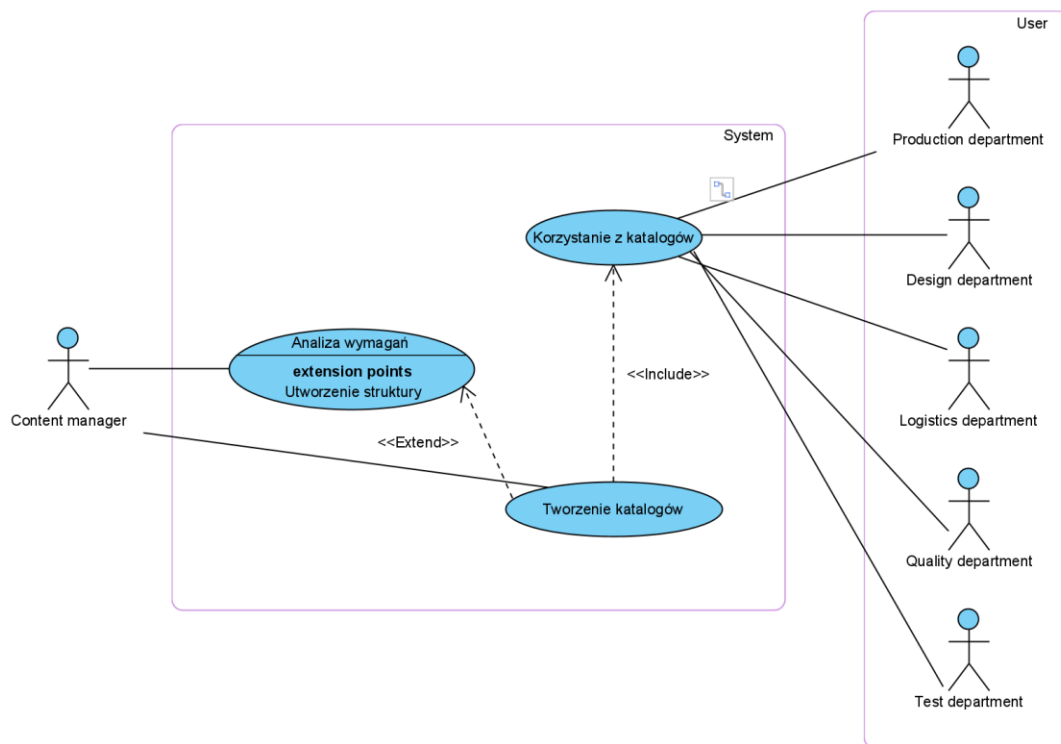 User
Production department
System
Korzystanie z katalogów
Design department
Analiza wymagań
extension points
Utworzenie struktury
Content manager
<<Include>>
Logistics department
<<Extend>>
Tworzenie katalogów
Quality department
Test department